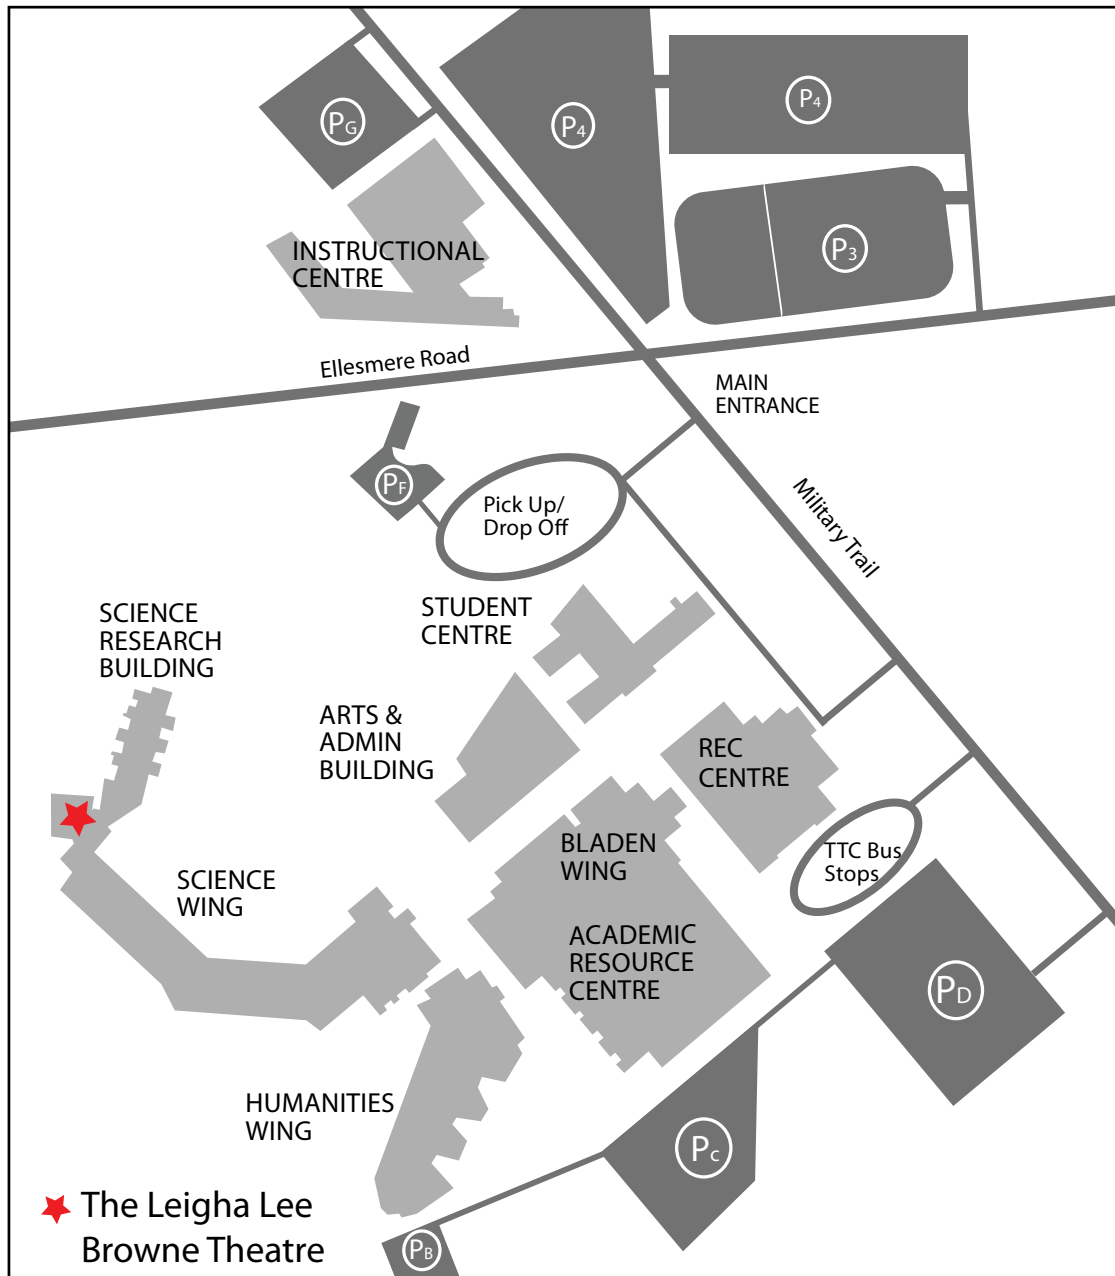 PG
P4
P4
P3
INSTRUCTIONAL
CENTRE
Ellesmere Road
MAIN
ENTRANCE
PF
Pick Up/
Drop Off
Military Trail
STUDENT
CENTRE
SCIENCE
RESEARCH
BUILDING
ARTS &
ADMIN
BUILDING
REC
CENTRE
BLADEN
WING
TTC Bus
Stops
SCIENCE
WING
ACADEMIC
RESOURCE
CENTRE
PD
HUMANITIES
WING
Pc
The Leigha Lee
Browne Theatre
PB